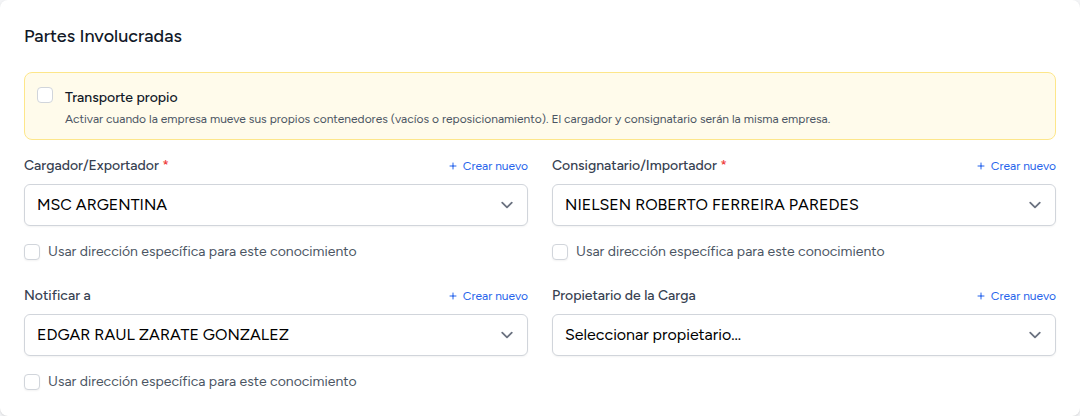 Partes Involucradas
Transporte propio
Activar cuando la empresa mueve sus propios contenedores (vacíos o reposicionamiento). El cargador y consignatario serán la misma empresa.
Cargador/Exportador *
+ Crear nuevo
Consignatario/Importador *
+ Crear nuevo
MSC ARGENTINA
NIELSEN ROBERTO FERREIRA PAREDES
Usar dirección específica para este conocimiento
Usar dirección específica para este conocimiento
Notificar a
+ Crear nuevo
Propietario de la Carga
+ Crear nuevo
EDGAR RAUL ZARATE GONZALEZ
Seleccionar propietario...
Usar dirección específica para este conocimiento